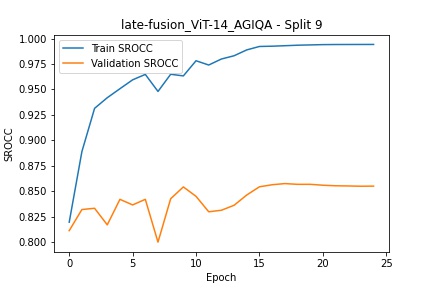 late-fusion_ViT-14_AGIQA - Split 9
Train SROCC
Validation SROCC
1.000
0.975
0.950
0.925
0.900
0.875
0.850
0.825
0.800
SROCC
0 5 10 15 20 25
Epoch